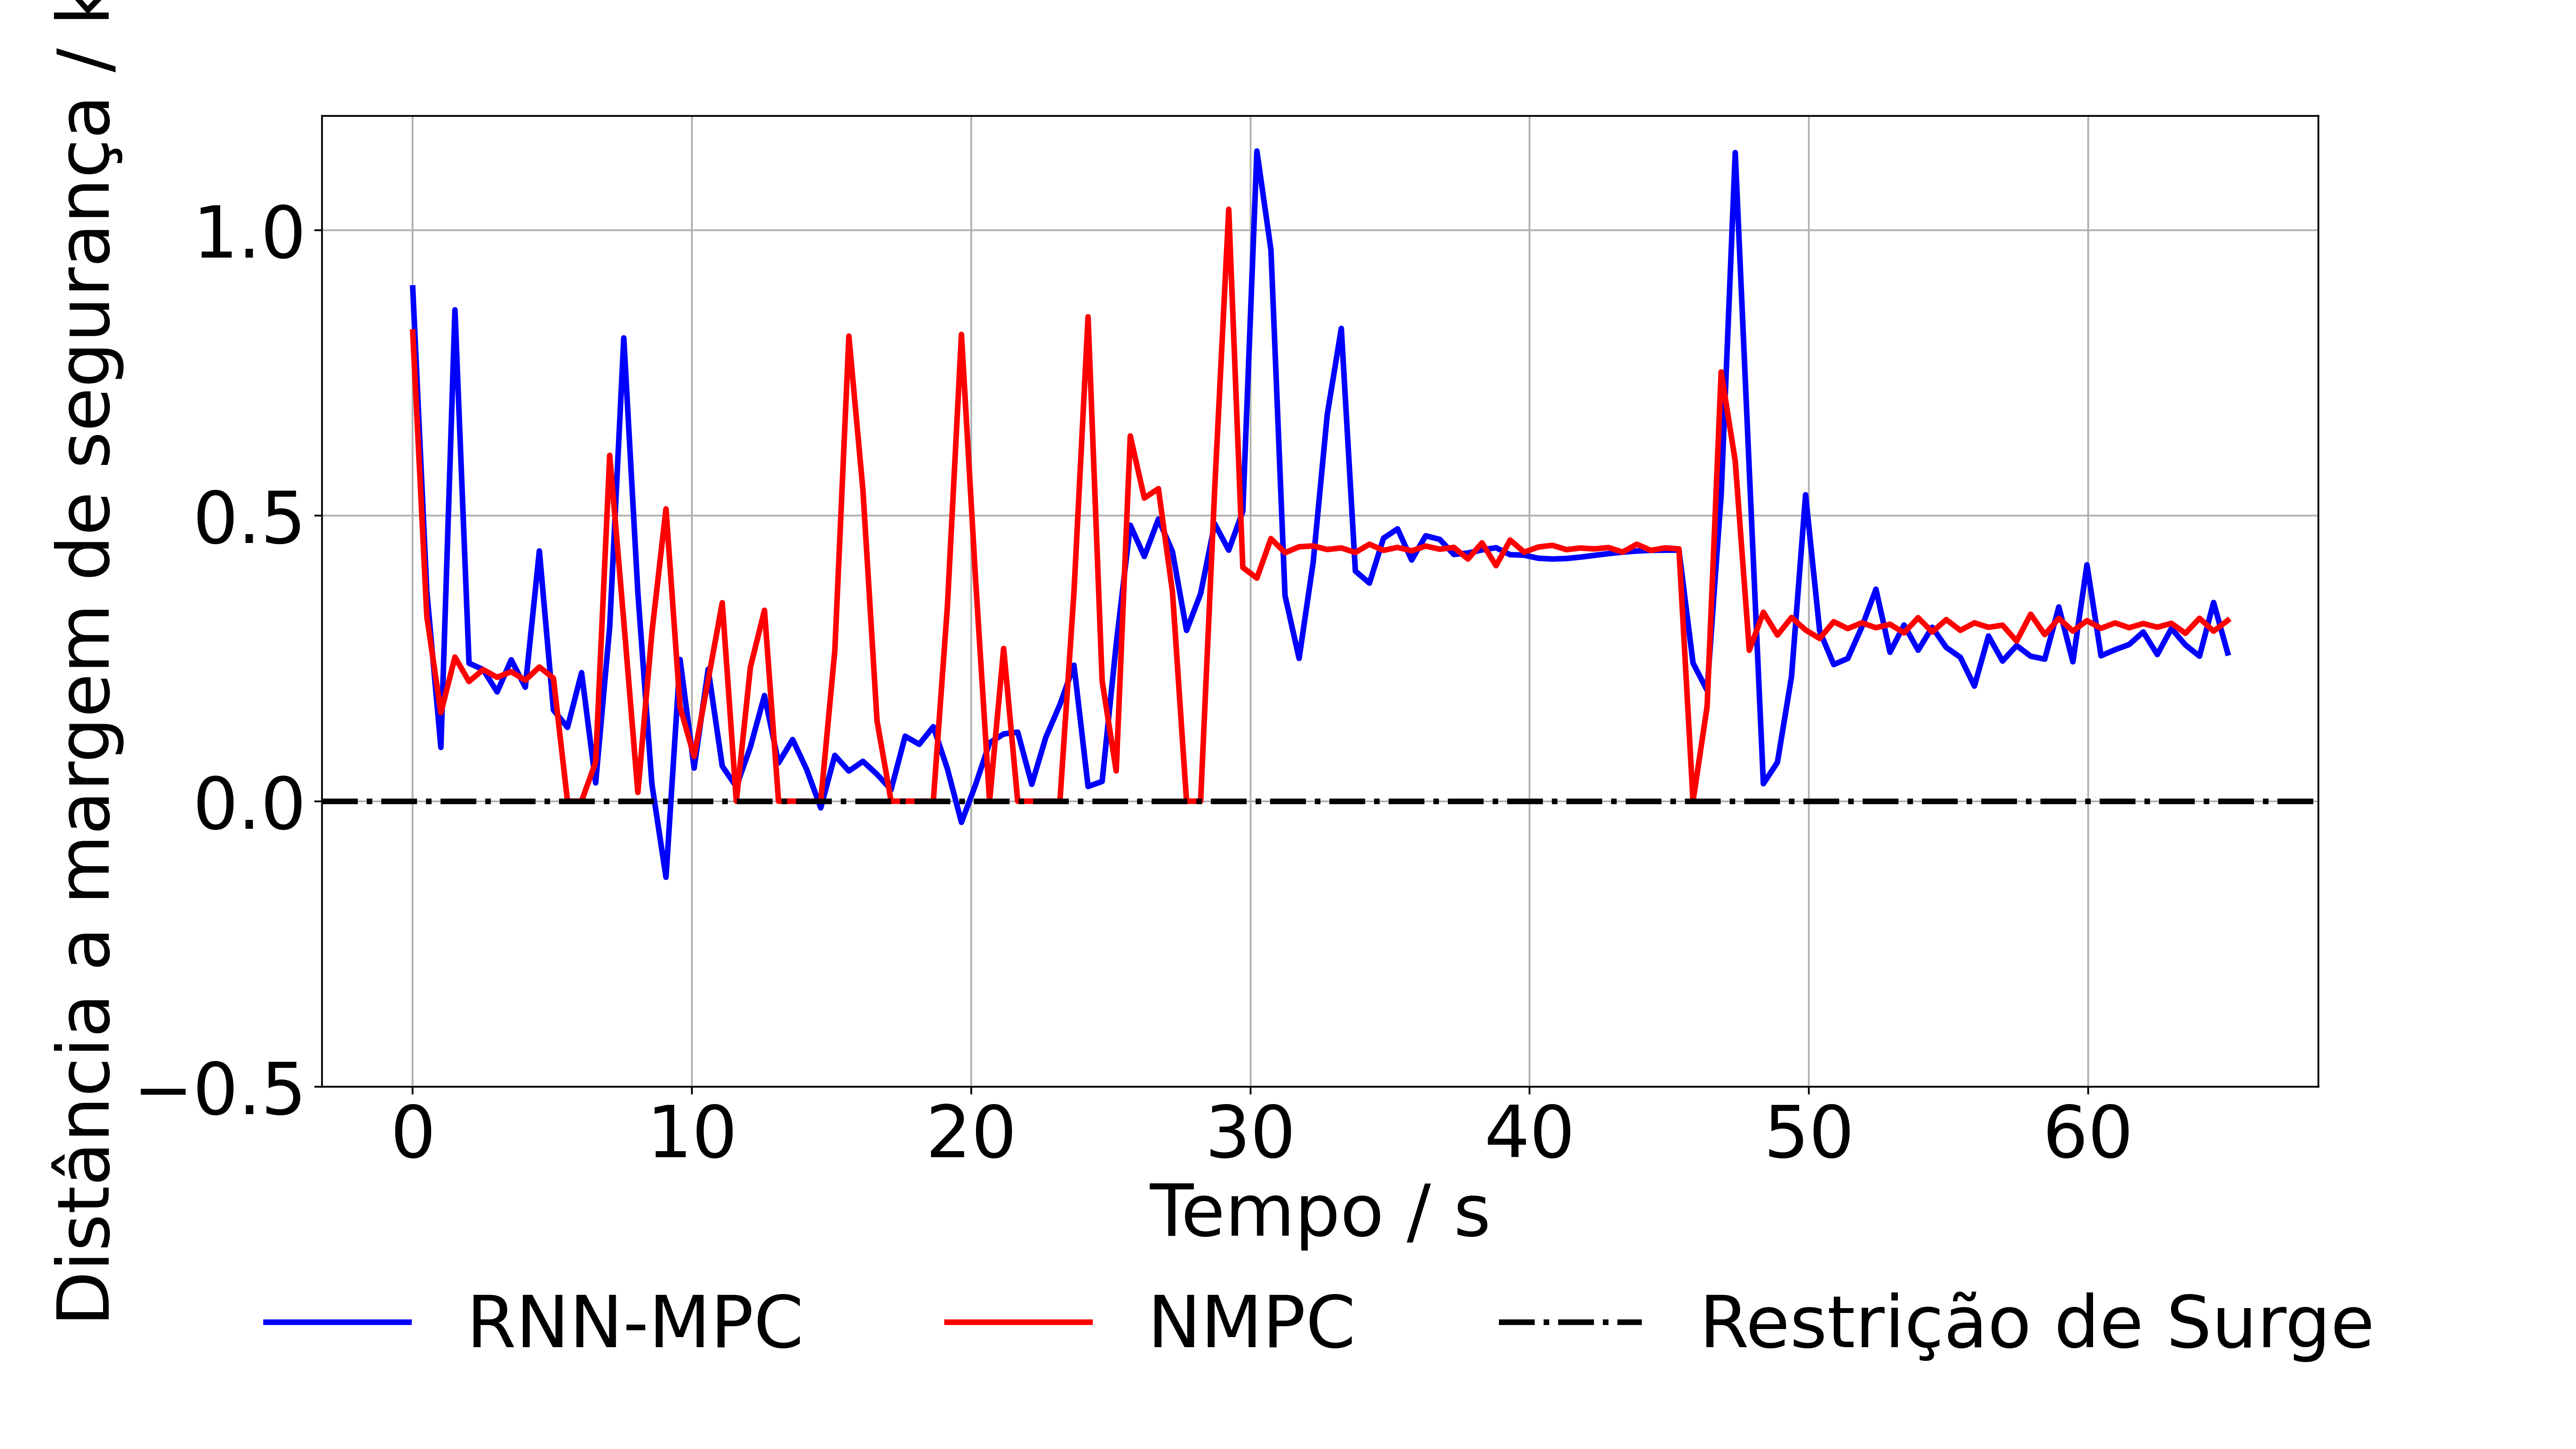 Distância a margem de segurança /
1.0
0.5
0.0
−0.5
0 10 20 30 40 50 60
Tempo / s
RNN-MPC NMPC Restrição de Surge